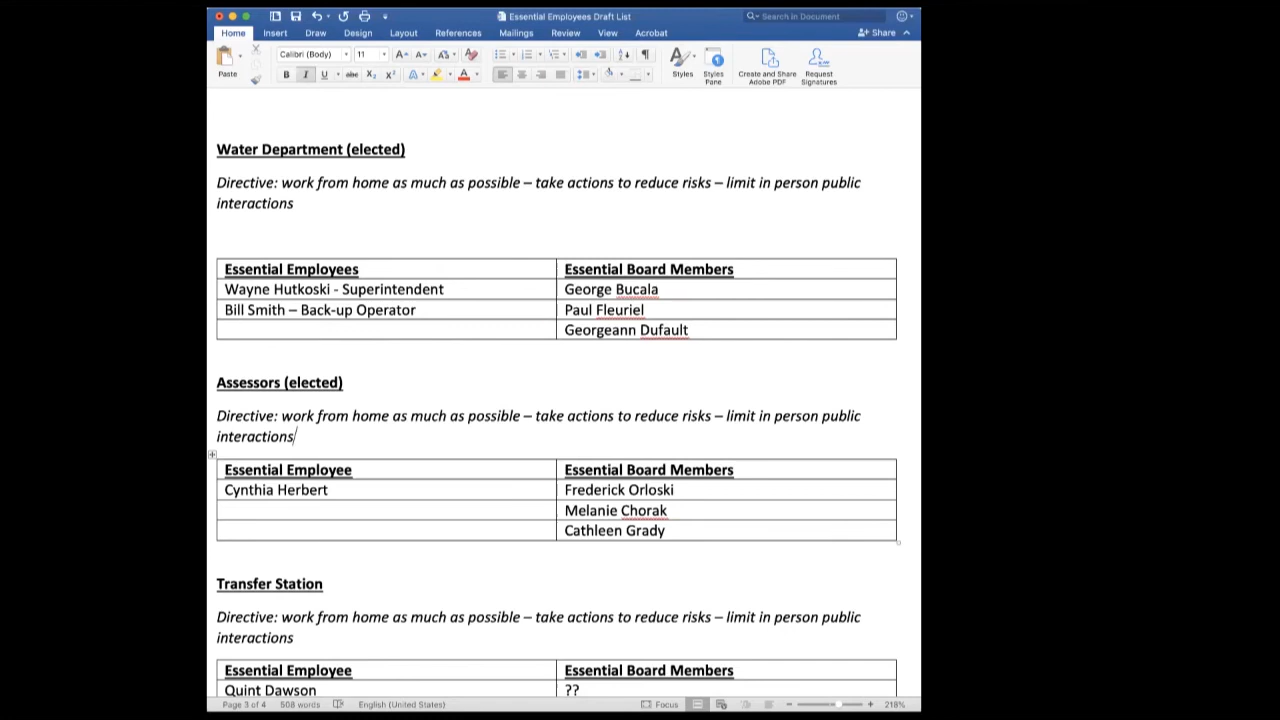 Essential Employees Draft List
Search in Document
Home Insert Draw Design Layout References Mailings Review View Acrobat
Share
Calibri (Body) 11
Paste
Styles
Styles Pane
Create and Share Adobe PDF
Request Signatures
Water Department (elected)
Directive: work from home as much as possible – take actions to reduce risks – limit in person public
interactions
Essential Employees Essential Board Members
Wayne Hutkoski - Superintendent George Bucala
Bill Smith – Back-up Operator Paul Fleuriel
Georgeann Dufault
Assessors (elected)
Directive: work from home as much as possible – take actions to reduce risks – limit in person public
interactions
Essential Employee Essential Board Members
Cynthia Herbert Frederick Orloski
Melanie Chorak
Cathleen Grady
Transfer Station
Directive: work from home as much as possible – take actions to reduce risks – limit in person public
interactions
Essential Employee Essential Board Members
Quint Dawson ??
Page 3 of 4 508 words English (United States) Focus 218%